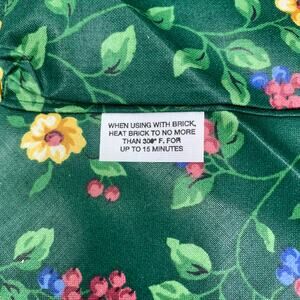 WHEN USING WITH BRICK,
HEAT BRICK TO NO MORE
THAN 300° F. FOR
UP TO 15 MINUTES